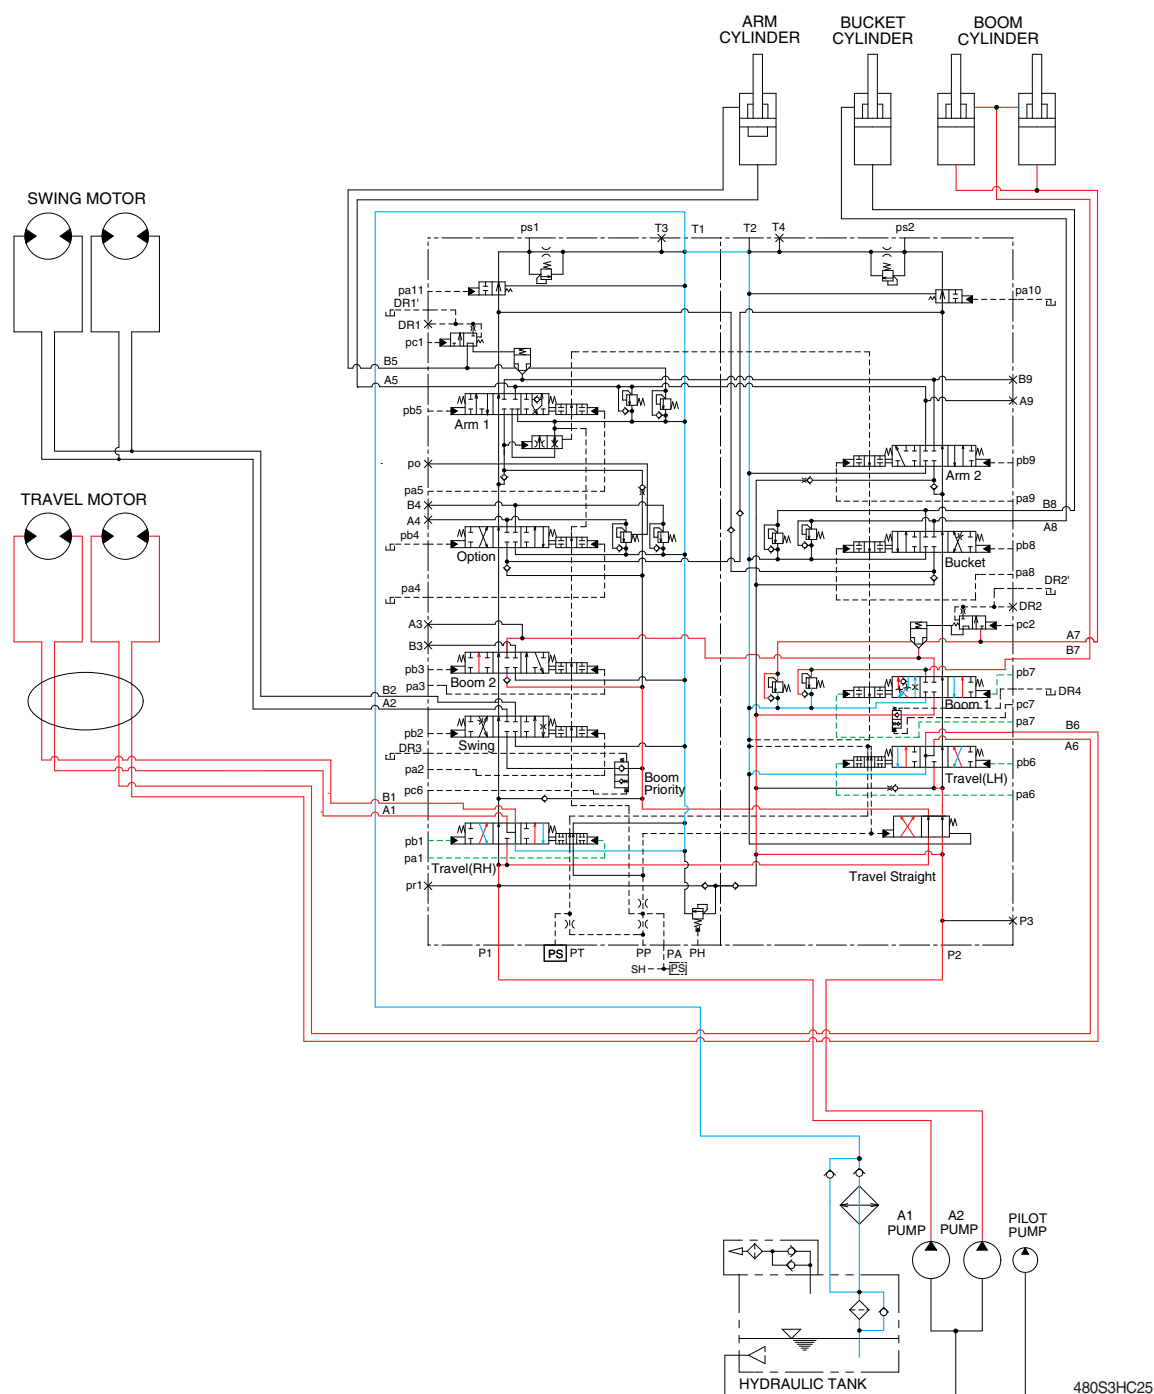 ARM
CYLINDER
BUCKET
CYLINDER
BOOM
CYLINDER
SWING MOTOR
TRAVEL MOTOR
ps1
T3
T1
T2
T4
ps2
pa11
DR1'
DR1
pc1
B5
A5
pb5
Arm 1
po
pa5
B4
A4
pb4
Option
pa4
A3
B3
pb3
Boom 2
pa3
B2
A2
pb2
Swing
DR3
pa2
pc6
Boom
Priority
B1
A1
pb1
pa1
Travel(RH)
pr1
pa10
B9
A9
pb9
Arm 2
pa9
B8
A8
pb8
Bucket
pa8
DR2'
DR2
pc2
A7
B7
pb7
DR4
Boom 1
pc7
pa7
B6
A6
pb6
Travel(LH)
pa6
Travel Straight
P3
P1
PS
PT
PP
PA
PH
P2
SH
PS
A1
PUMP
A2
PUMP
PILOT
PUMP
HYDRAULIC TANK
480S3HC25